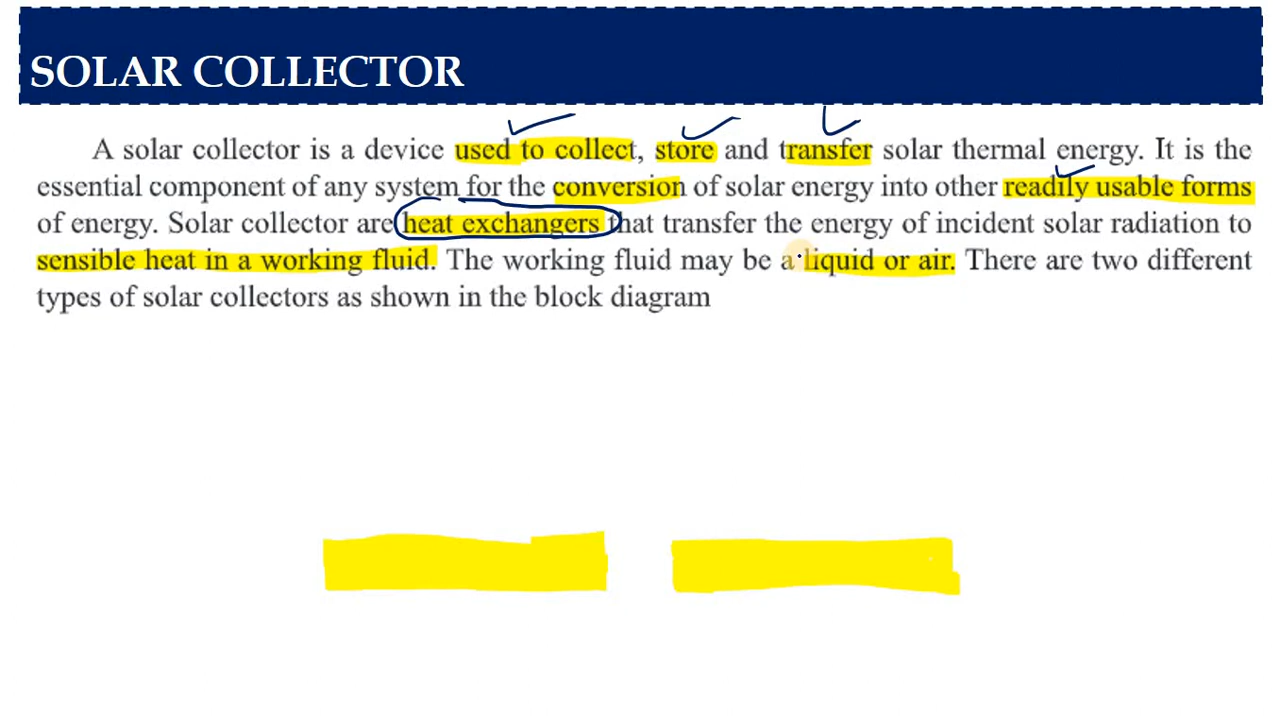 SOLAR COLLECTOR
A solar collector is a device used to collect, store and transfer solar thermal energy. It is the
essential component of any system for the conversion of solar energy into other readily usable forms
of energy. Solar collector are heat exchangers that transfer the energy of incident solar radiation to
sensible heat in a working fluid. The working fluid may be a liquid or air. There are two different
types of solar collectors as shown in the block diagram